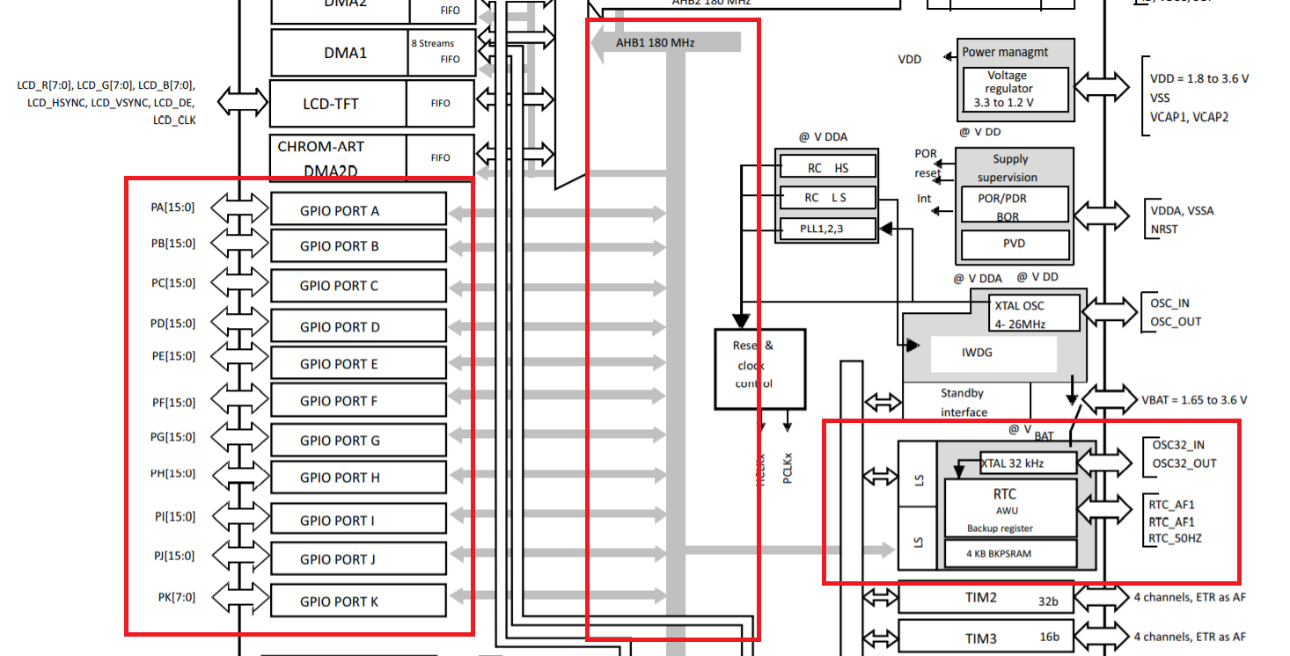 DMA2
FIFO
AHB2 180 MHz
DMA1
8 Streams
FIFO
AHB1 180 MHz
LCD_R[7:0], LCD_G[7:0], LCD_B[7:0],
LCD_HSYNC, LCD_VSYNC, LCD_DE,
LCD_CLK
LCD-TFT
FIFO
CHROM-ART
DMA2D
FIFO
VDD
Power managmt
Voltage
regulator
3.3 to 1.2 V
VDD = 1.8 to 3.6 V
VSS
VCAP1, VCAP2
@ V DD
@ V DDA
RC HS
RC L S
PLL1,2,3
POR
reset
Int
Supply
supervision
POR/PDR
BOR
PVD
VDDA, VSSA
NRST
@ V DDA @ V DD
PA[15:0]
GPIO PORT A
PB[15:0]
GPIO PORT B
PC[15:0]
GPIO PORT C
PD[15:0]
GPIO PORT D
PE[15:0]
GPIO PORT E
PF[15:0]
GPIO PORT F
PG[15:0]
GPIO PORT G
PH[15:0]
GPIO PORT H
PI[15:0]
GPIO PORT I
PJ[15:0]
GPIO PORT J
PK[7:0]
GPIO PORT K
XTAL OSC
4- 26MHz
OSC_IN
OSC_OUT
IWDG
Reset &
clock
control
HCLKx
PCLKx
Standby
interface
VBAT = 1.65 to 3.6 V
@ V BAT
XTAL 32 kHz
OSC32_IN
OSC32_OUT
LS
LS
RTC
AWU
Backup register
4 KB BKPSRAM
RTC_AF1
RTC_AF1
RTC_50HZ
TIM2
32b
4 channels, ETR as AF
TIM3
16b
4 channels, ETR as AF